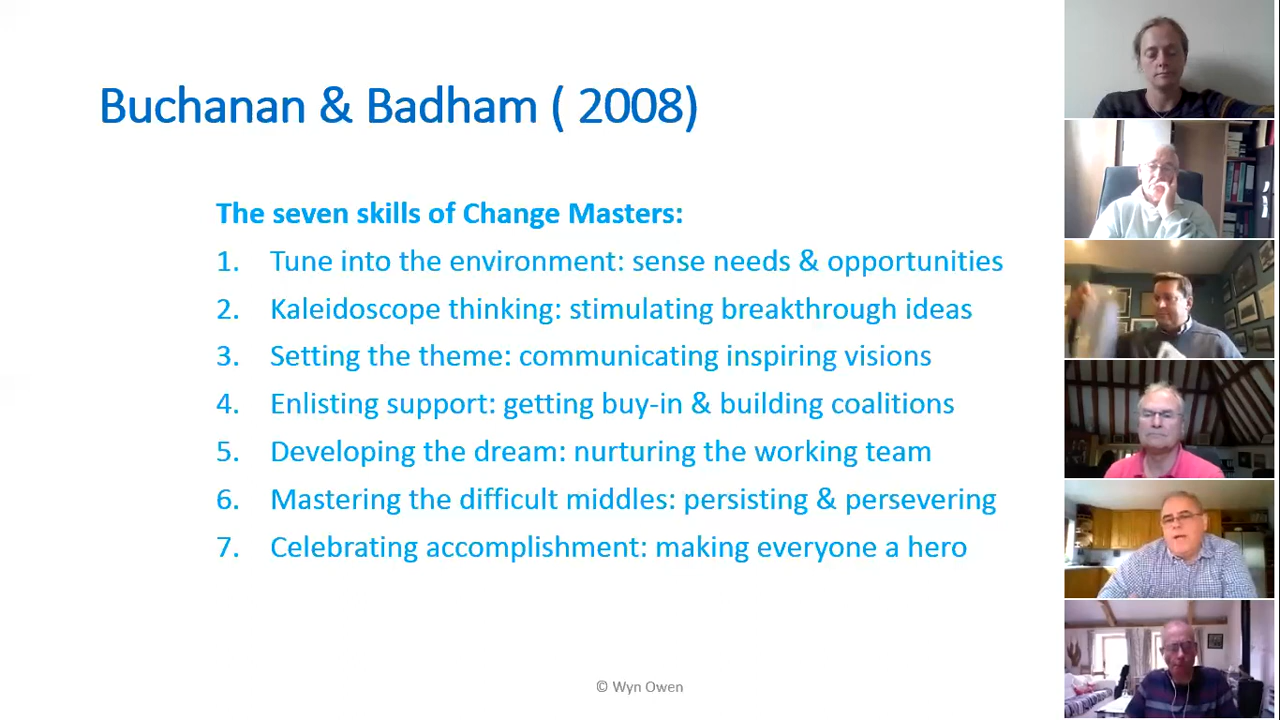 Buchanan & Badham ( 2008)
The seven skills of Change Masters:
1. Tune into the environment: sense needs & opportunities
2. Kaleidoscope thinking: stimulating breakthrough ideas
3. Setting the theme: communicating inspiring visions
4. Enlisting support: getting buy-in & building coalitions
5. Developing the dream: nurturing the working team
6. Mastering the difficult middles: persisting & persevering
7. Celebrating accomplishment: making everyone a hero
© Wyn Owen